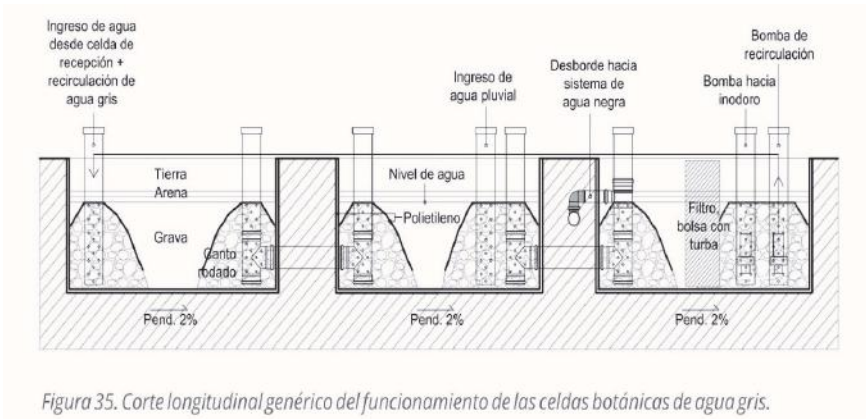 Ingreso de agua
desde celda de
recepción +
recirculación de
agua gris
Ingreso de
agua pluvial
Desborde hacia
sistema de
agua negra
Bomba de
recirculación
Bomba hacia
inodoro
Tierra
Arena
Grava
Canto
rodado
Nivel de agua
Polietileno
Filtro,
bolsa con
turba
Pend. 2%
Pend. 2%
Pend. 2%
Figura 35. Corte longitudinal genérico del funcionamiento de las celdas botánicas de agua gris.